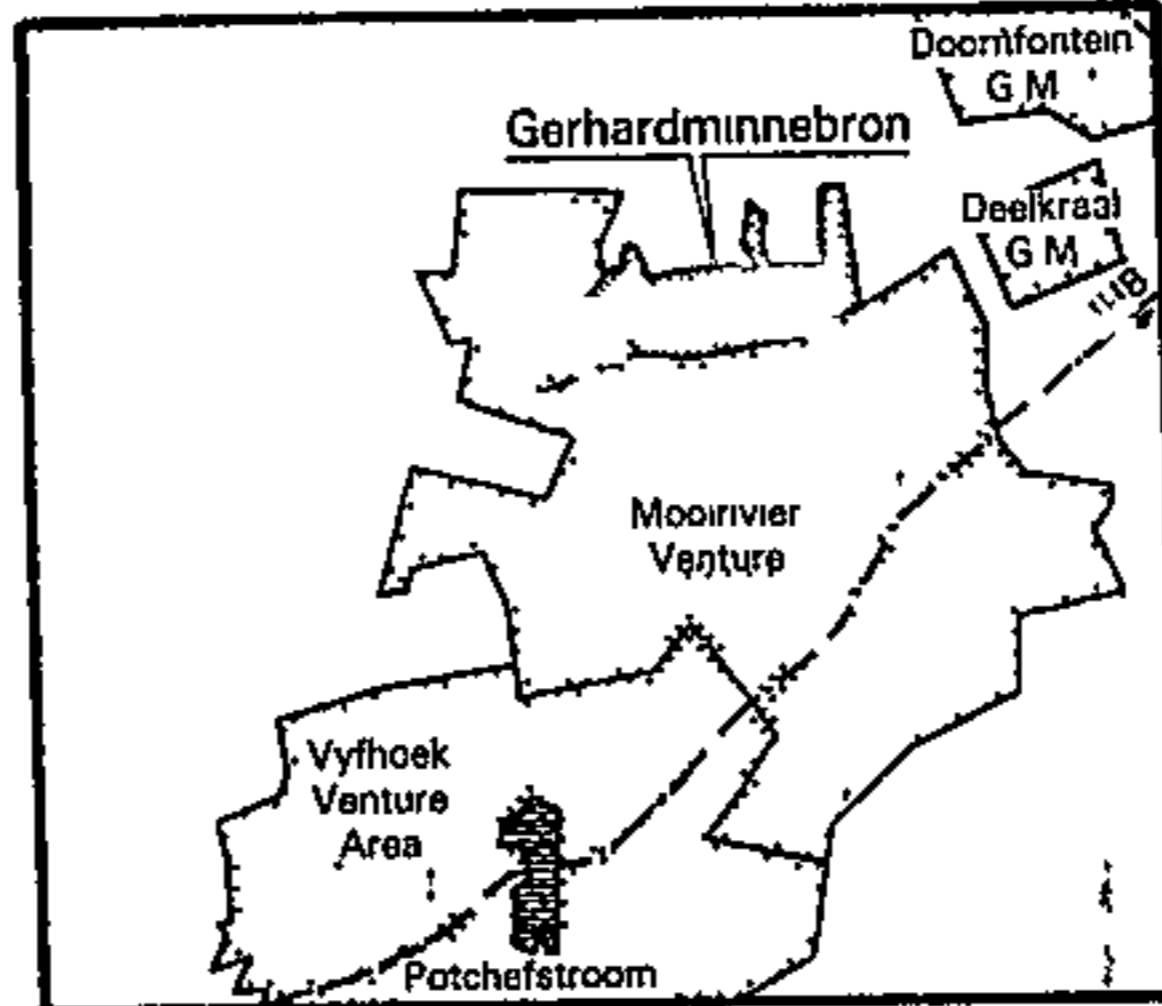 Doornfontein
G M
Gerhardminnebron
Deelkraal
G M
Mooirivier
Venture
Vyfhoek
Venture
Area
Potchefstroom